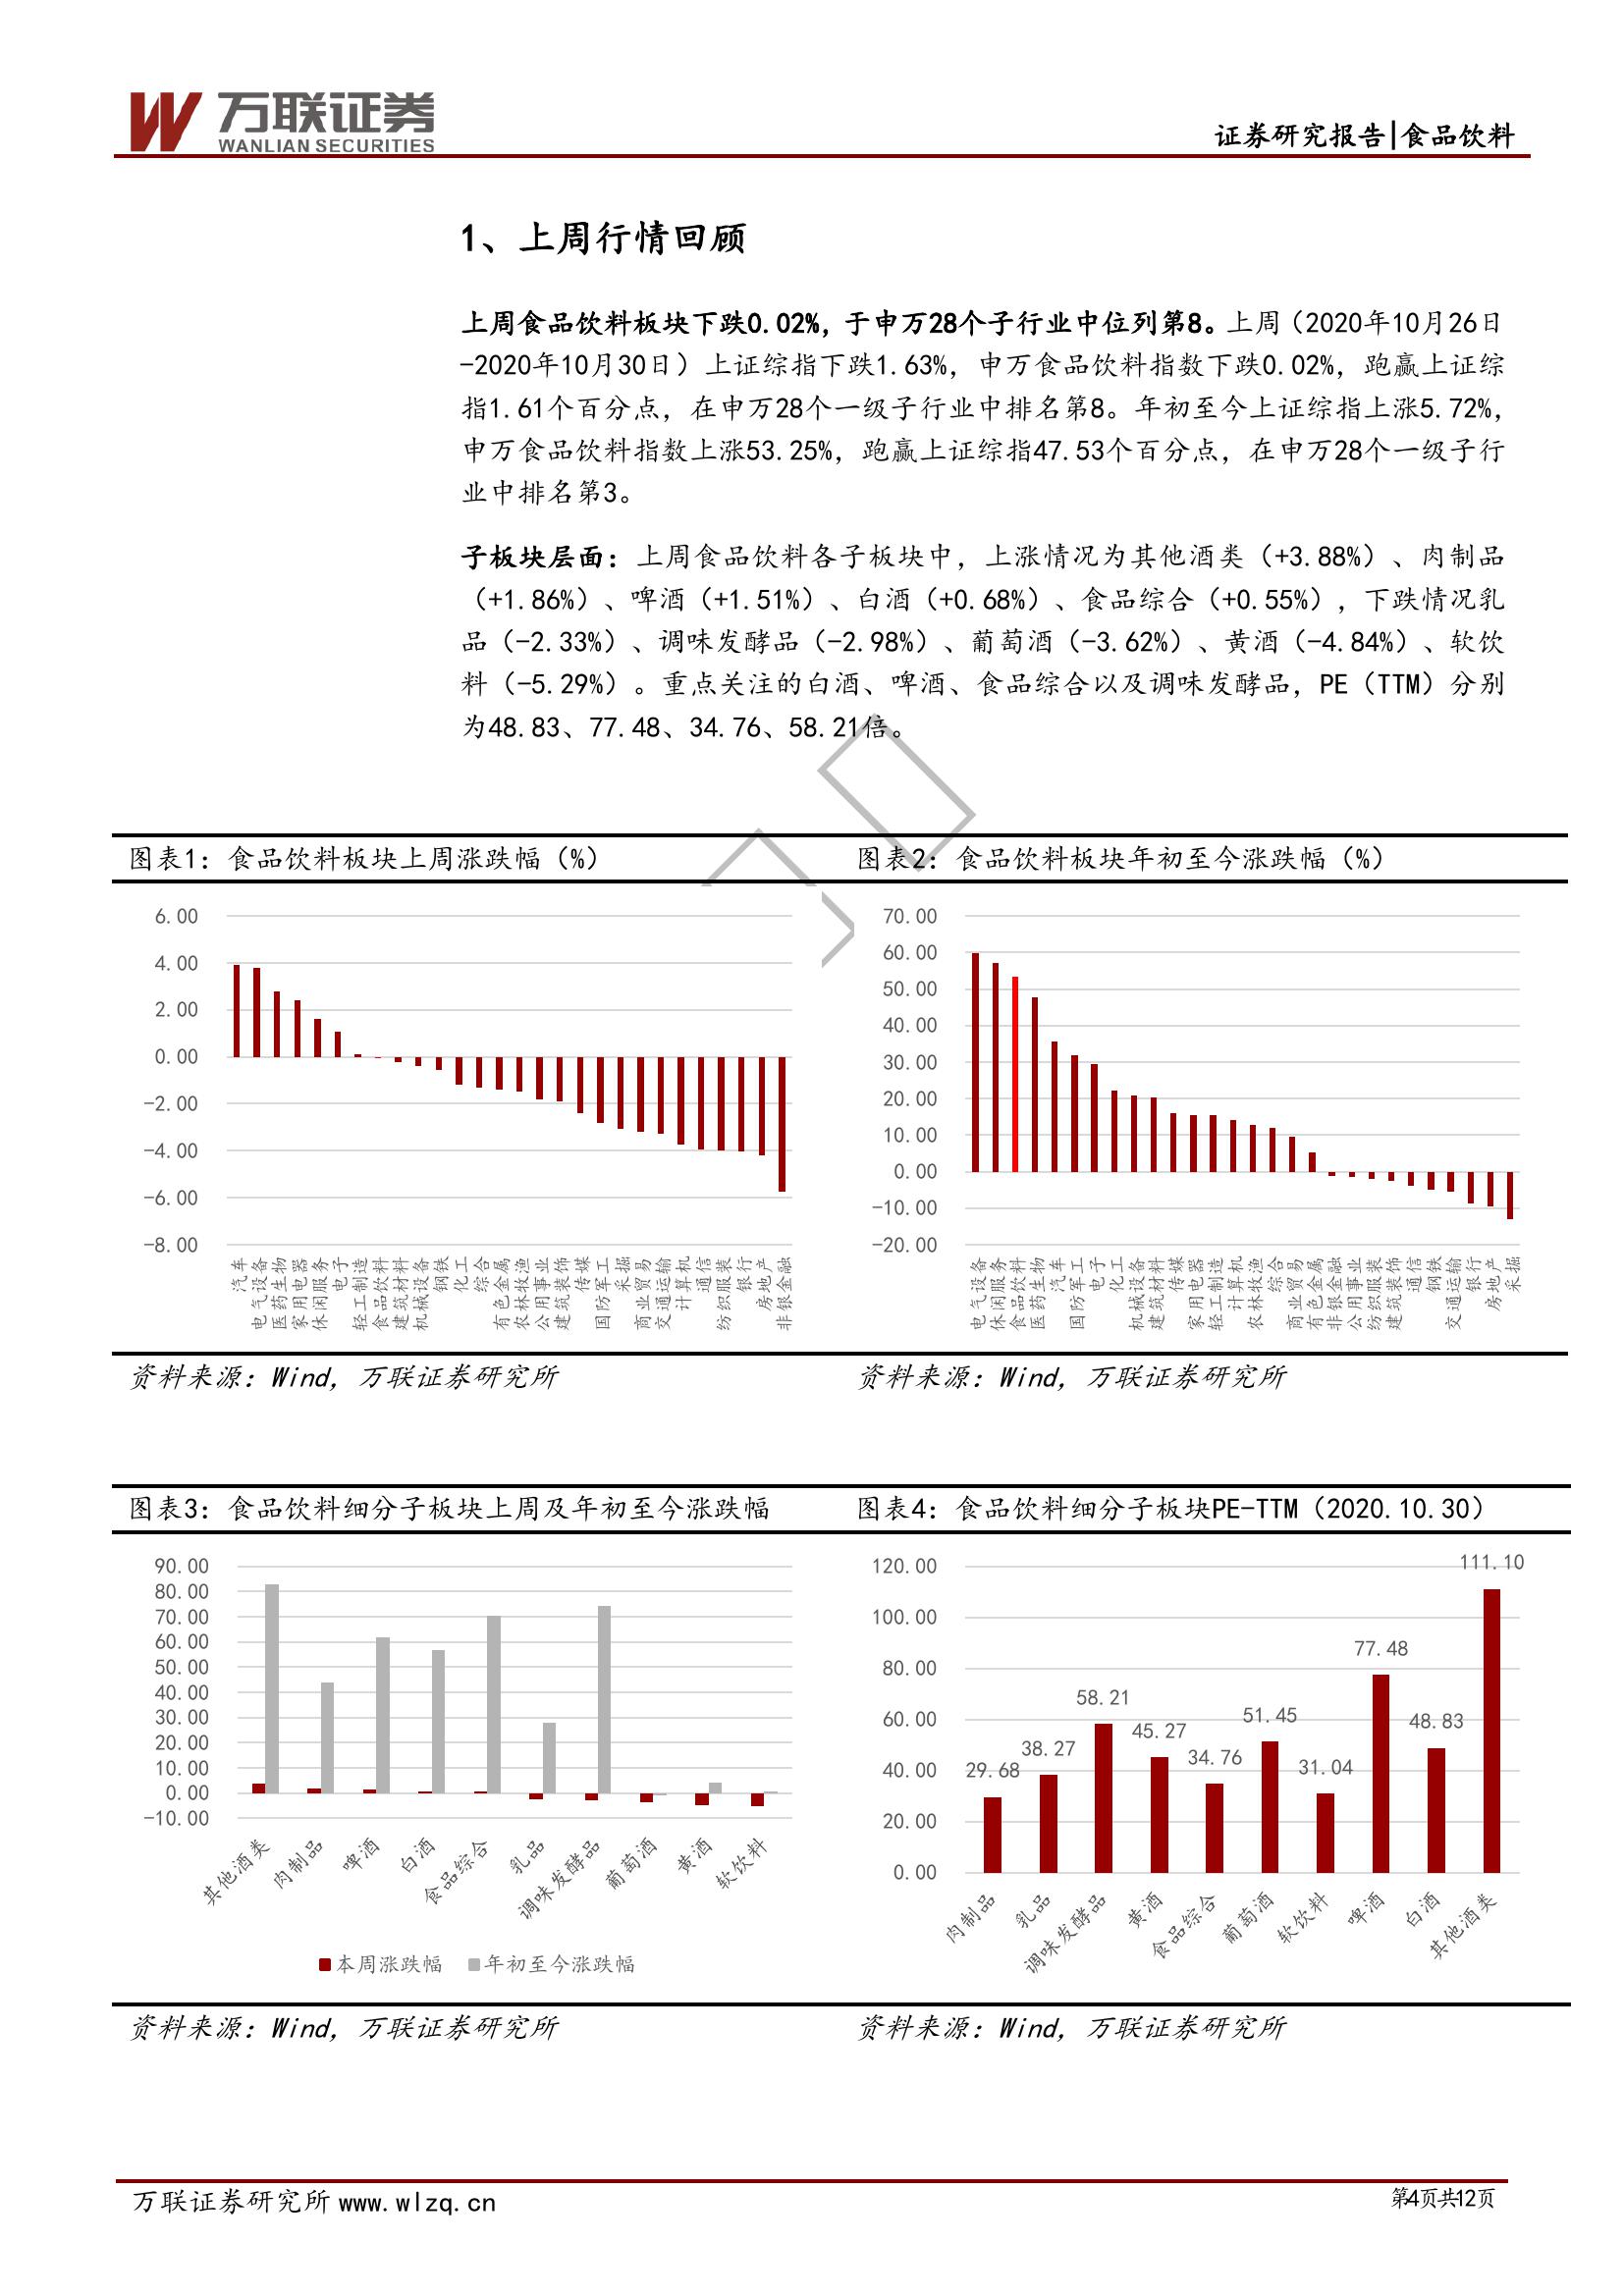 万联证券
WANLIAN SECURITIES
证券研究报告|食品饮料
1、上周行情回顾
上周食品饮料板块下跌0.02%，于申万28个子行业中位列第8。上周（2020年10月26日
-2020年10月30日）上证综指下跌1.63%，申万食品饮料指数下跌0.02%，跑赢上证综
指1.61个百分点，在申万28个一级子行业中排名第8。年初至今上证综指上涨5.72%，
申万食品饮料指数上涨53.25%，跑赢上证综指47.53个百分点，在申万28个一级子行
业中排名第3。
子板块层面：上周食品饮料各子板块中，上涨情况为其他酒类（+3.88%）、肉制品
（+1.86%）、啤酒（+1.51%）、白酒（+0.68%）、食品综合（+0.55%），下跌情况乳
品（-2.33%）、调味发酵品（-2.98%）、葡萄酒（-3.62%）、黄酒（-4.84%）、软饮
料（-5.29%）。重点关注的白酒、啤酒、食品综合以及调味发酵品，PE（TTM）分别
为48.83、77.48、34.76、58.21倍。
图表1：食品饮料板块上周涨跌幅（%）
6.00
4.00
2.00
0.00
-2.00
-4.00
-6.00
-8.00
汽车
电气设备
医药生物
家用电器
休闲服务
电子
轻工制造
食品饮料
建筑材料
机械设备
钢铁
化工
综合
有色金属
农林牧渔
公用事业
建筑装饰
传媒
国防军工
采掘
商业贸易
交通运输
计算机
通信
纺织服装
银行
房地产
非银金融
资料来源：Wind，万联证券研究所
图表2：食品饮料板块年初至今涨跌幅（%）
70.00
60.00
50.00
40.00
30.00
20.00
10.00
0.00
-10.00
-20.00
电气设备
休闲服务
食品饮料
医药生物
汽车
国防军工
电子
化工
机械设备
建筑材料
传媒
家用电器
轻工制造
计算机
农林牧渔
综合
商业贸易
有色金属
非银金融
公用事业
纺织服装
建筑装饰
通信
钢铁
交通运输
银行
房地产
采掘
资料来源：Wind，万联证券研究所
图表3：食品饮料细分子板块上周及年初至今涨跌幅
90.00
80.00
70.00
60.00
50.00
40.00
30.00
20.00
10.00
0.00
-10.00
其他酒类
肉制品
啤酒
白酒
食品综合
乳品
调味发酵品
葡萄酒
黄酒
软饮料
本周涨跌幅
年初至今涨跌幅
资料来源：Wind，万联证券研究所
图表4：食品饮料细分子板块PE-TTM（2020.10.30）
120.00
100.00
80.00
60.00
40.00
20.00
0.00
29.68
38.27
58.21
45.27
34.76
51.45
31.04
77.48
48.83
111.10
肉制品
乳品
调味发酵品
黄酒
食品综合
葡萄酒
软饮料
啤酒
白酒
其他酒类
资料来源：Wind，万联证券研究所
万联证券研究所 www.wlzq.cn
第4页共12页